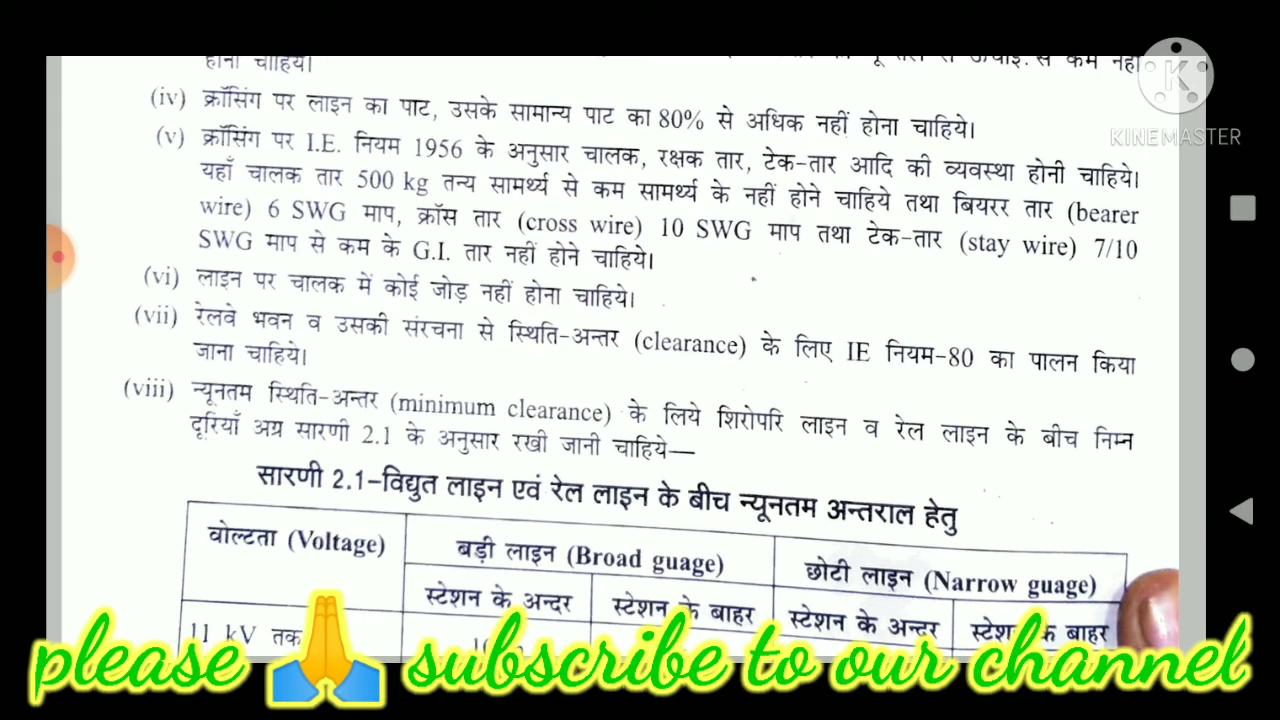 होना चाहिये।
से कम नहीं
(iv) क्रॉसिंग पर लाइन का पाट, उसके सामान्य पाट का 80% से अधिक नहीं होना चाहिये।
(v) क्रॉसिंग पर I.E. नियम 1956 के अनुसार चालक, रक्षक तार, टेक-तार आदि की व्यवस्था होनी चाहिये।
यहाँ चालक तार 500 kg तन्य सामर्थ्य से कम सामर्थ्य के नहीं होने चाहिये तथा बियरर तार (bearer
wire) 6 SWG माप, क्रॉस तार (cross wire) 10 SWG माप तथा टेक-तार (stay wire) 7/10
SWG माप से कम के G.I. तार नहीं होने चाहिये।
(vi) लाइन पर चालक में कोई जोड़ नहीं होना चाहिये।
(vii) रेलवे भवन व उसकी संरचना से स्थिति-अन्तर (clearance) के लिए IE नियम-80 का पालन किया
जाना चाहिये।
(viii) न्यूनतम स्थिति-अन्तर (minimum clearance) के लिये शिरोपरि लाइन व रेल लाइन के बीच निम्न
दूरियाँ अग्र सारणी 2.1 के अनुसार रखी जानी चाहिये—
सारणी 2.1-विद्युत लाइन एवं रेल लाइन के बीच न्यूनतम अन्तराल हेतु
वोल्टता (Voltage) बड़ी लाइन (Broad guage) छोटी लाइन (Narrow guage)
स्टेशन के अन्दर स्टेशन के बाहर स्टेशन के अन्दर स्टेशन के बाहर
11 kV तक
please 🙏 subscribe to our channel
K
KINEMASTER